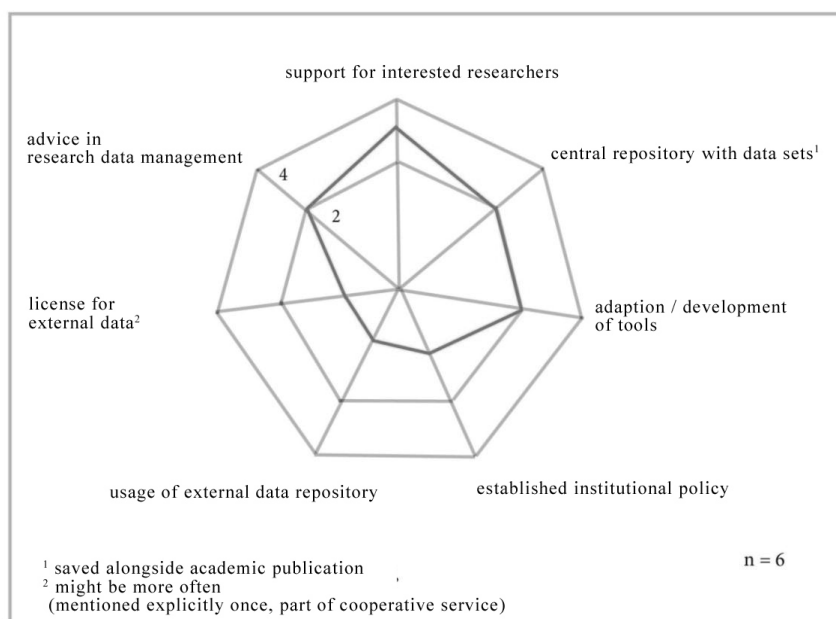 support for interested researchers
advice in
research data management
central repository with data sets¹
4
2
license for
external data²
adaption / development
of tools
usage of external data repository
established institutional policy
n = 6
¹ saved alongside academic publication
² might be more often
(mentioned explicitly once, part of cooperative service)